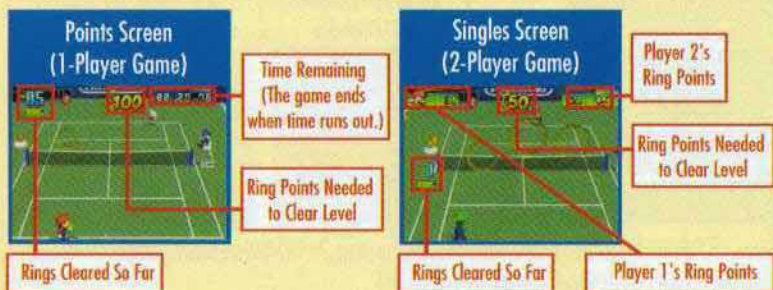 Points Screen
(1-Player Game)
85
100
Time Remaining
(The game ends
when time runs out.)
Ring Points Needed
to Clear Level
Rings Cleared So Far
Singles Screen
(2-Player Game)
50
Player 2's
Ring Points
Ring Points Needed
to Clear Level
Rings Cleared So Far
Player 1's Ring Points